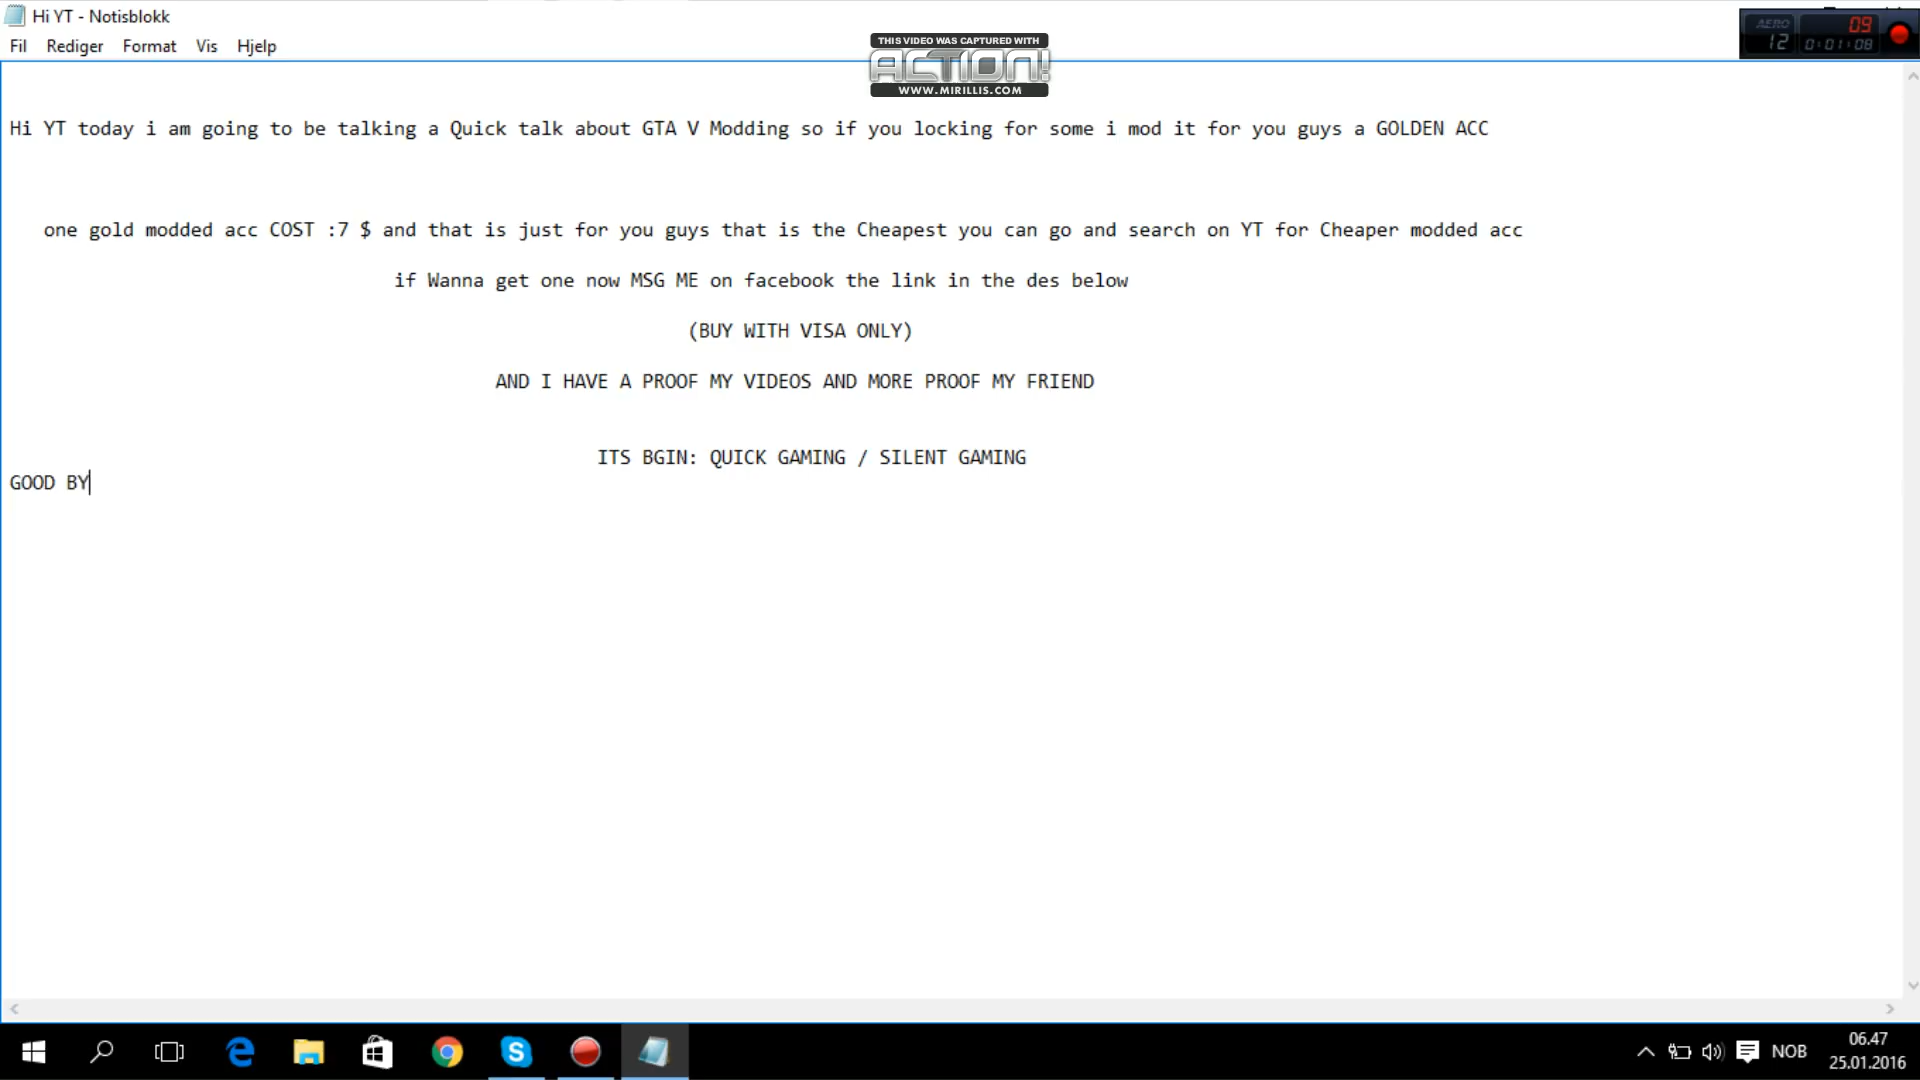 Hi YT - Notisblokk
Fil Rediger Format Vis Hjelp
THIS VIDEO WAS CAPTURED WITH
ACTION!
WWW.MIRILLIS.COM
AERO 09
12 0:01:08
Hi YT today i am going to be talking a Quick talk about GTA V Modding so if you locking for some i mod it for you guys a GOLDEN ACC
one gold modded acc COST :7 $ and that is just for you guys that is the Cheapest you can go and search on YT for Cheaper modded acc
if Wanna get one now MSG ME on facebook the link in the des below
(BUY WITH VISA ONLY)
AND I HAVE A PROOF MY VIDEOS AND MORE PROOF MY FRIEND
ITS BGIN: QUICK GAMING / SILENT GAMING
GOOD BY
NOB
06.47
25.01.2016